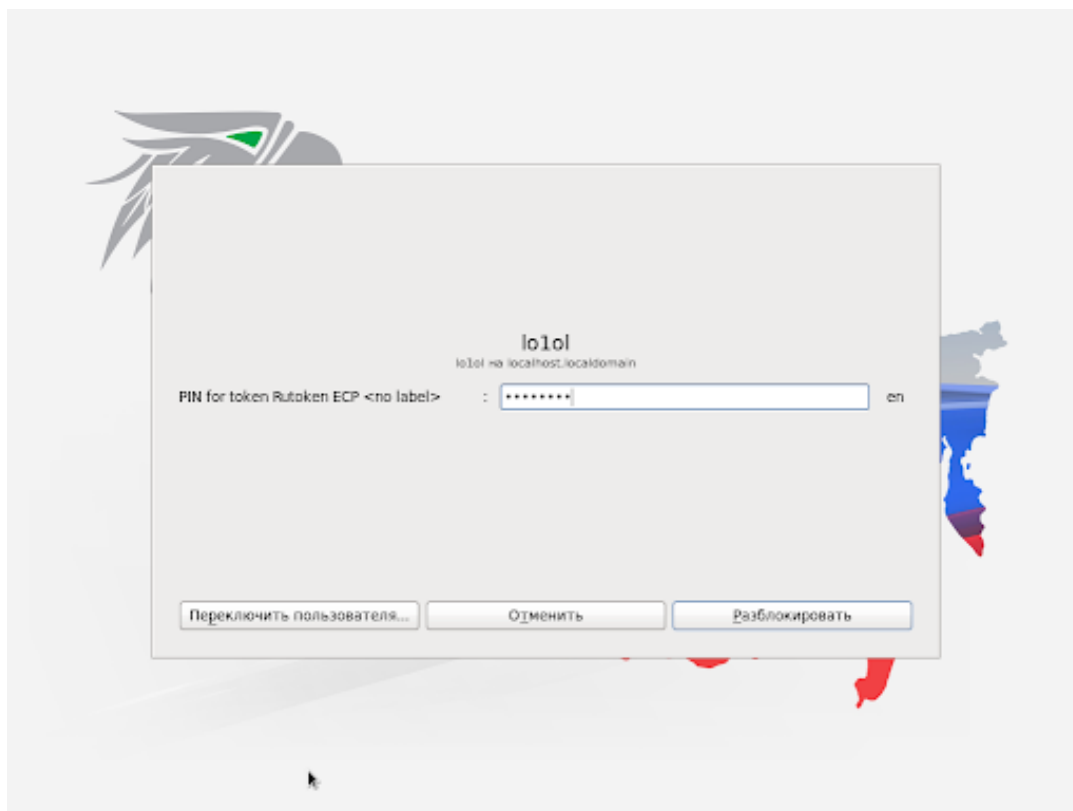 lo1ol
lo1ol на localhost.localdomain
PIN for token Rutoken ECP <no label> : •••••••• en
Переключить пользователя... Отменить Разблокировать